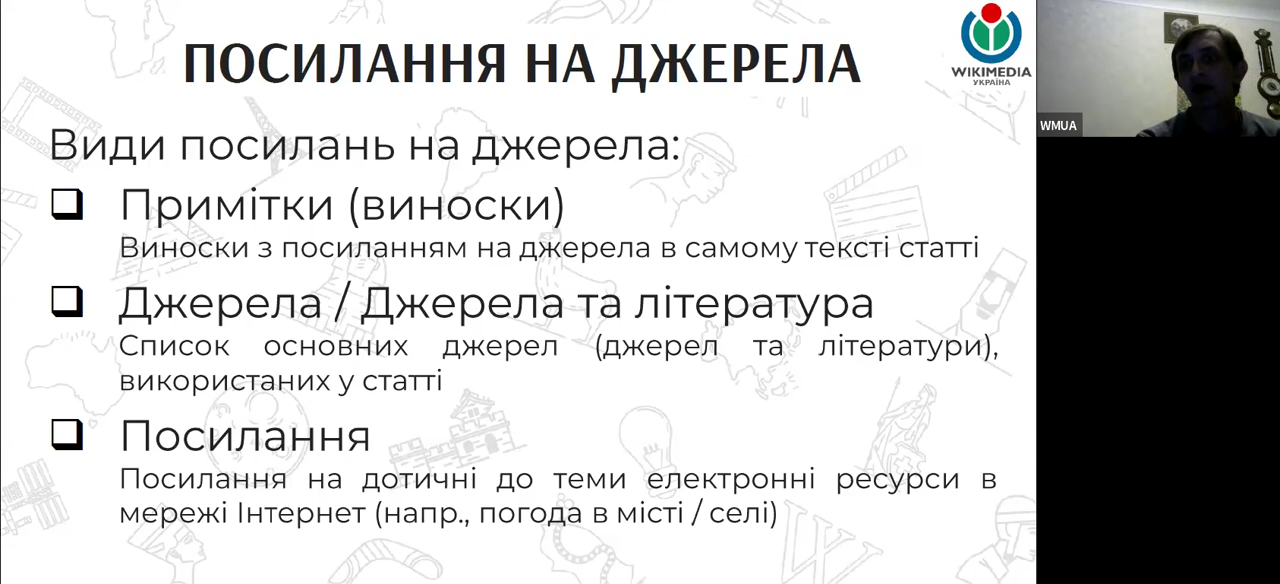 ПОСИЛАННЯ НА ДЖЕРЕЛА
WIKIMEDIA
УКРАЇНА
WMUA
Види посилань на джерела:
Примітки (виноски)
Виноски з посиланням на джерела в самому тексті статті
Джерела / Джерела та література
Список основних джерел (джерел та літератури),
використаних у статті
Посилання
Посилання на дотичні до теми електронні ресурси в
мережі Інтернет (напр., погода в місті / селі)